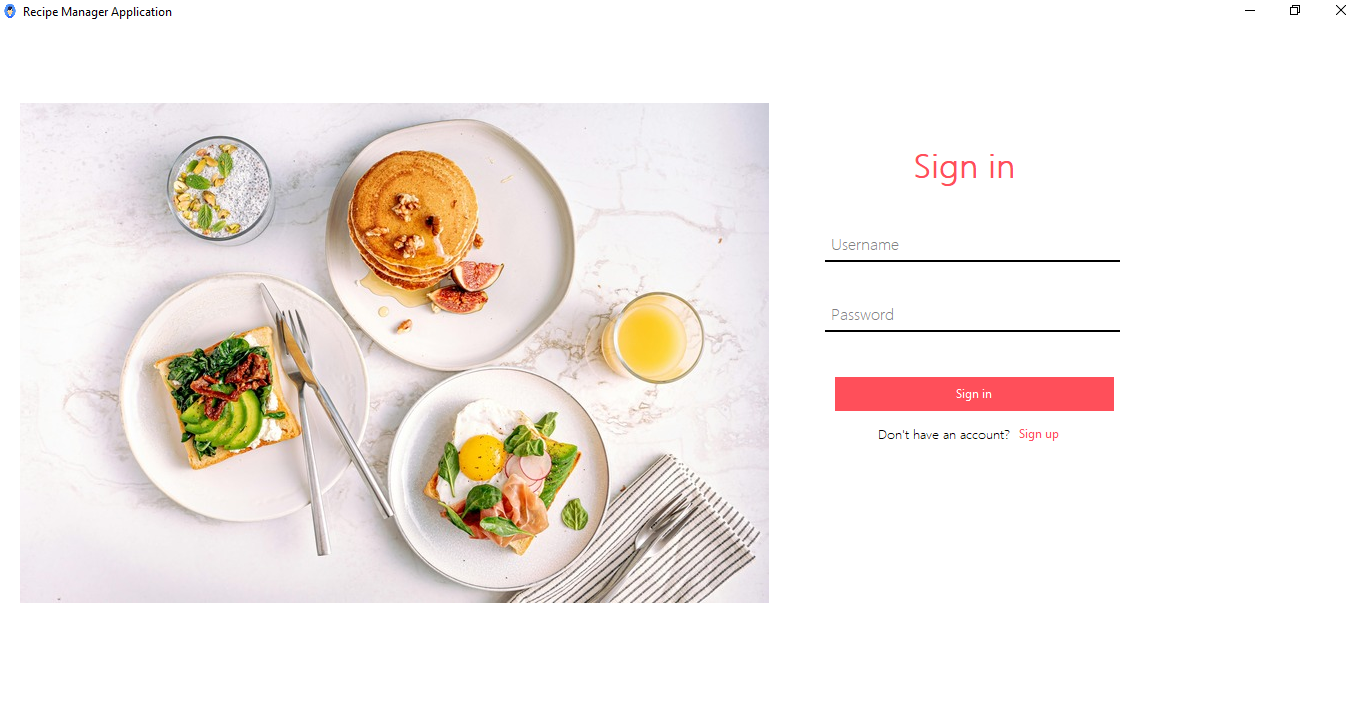 Recipe Manager Application
Sign in
Username
Password
Sign in
Don't have an account? Sign up